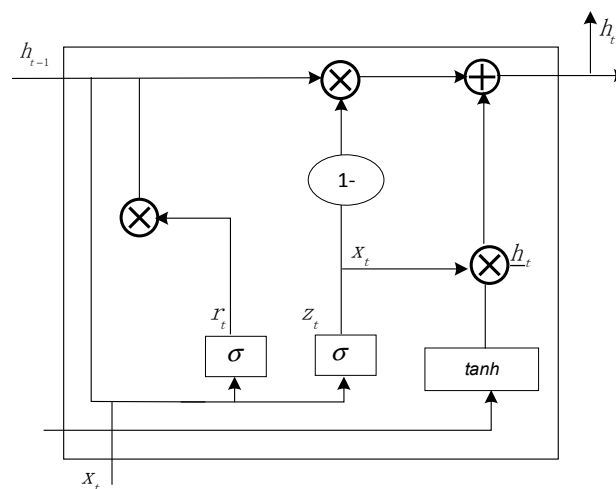 h_t
h_{t-1}
1-
x_t
h_t
r_t
z_t
σ
σ
tanh
x_t